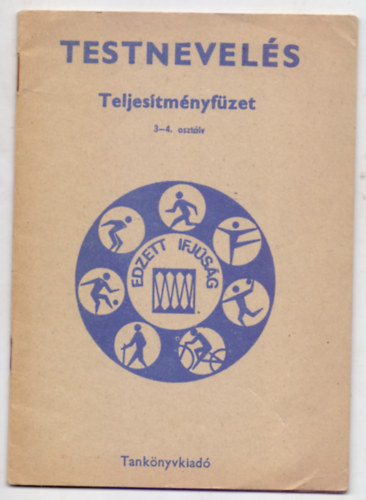 TESTNEVELÉS
Teljesítményfüzet
3–4. osztály
EDZETT IFJÚSÁG
Tankönyvkiadó